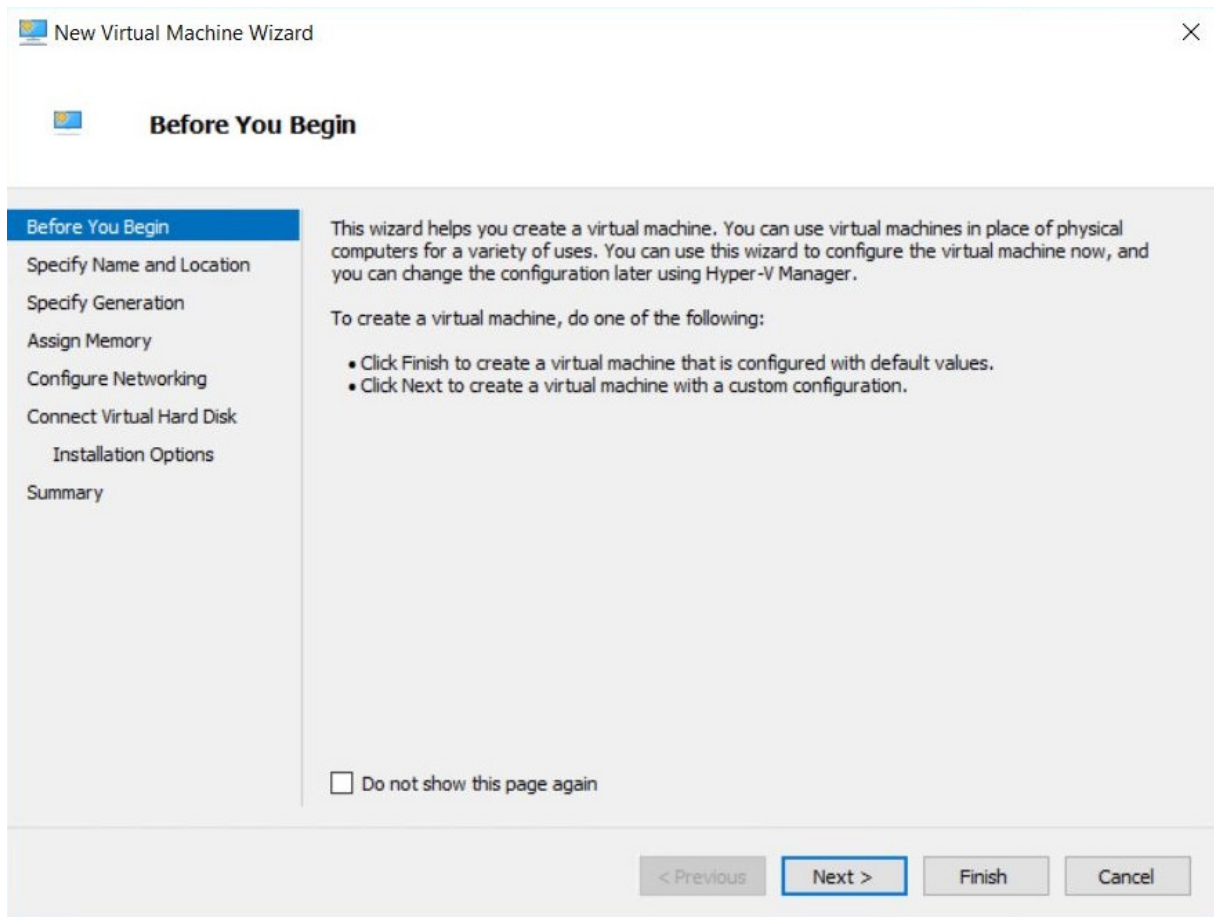 New Virtual Machine Wizard
Before You Begin
Before You Begin
Specify Name and Location
Specify Generation
Assign Memory
Configure Networking
Connect Virtual Hard Disk
Installation Options
Summary
This wizard helps you create a virtual machine. You can use virtual machines in place of physical
computers for a variety of uses. You can use this wizard to configure the virtual machine now, and
you can change the configuration later using Hyper-V Manager.
To create a virtual machine, do one of the following:
• Click Finish to create a virtual machine that is configured with default values.
• Click Next to create a virtual machine with a custom configuration.
Do not show this page again
< Previous
Next >
Finish
Cancel